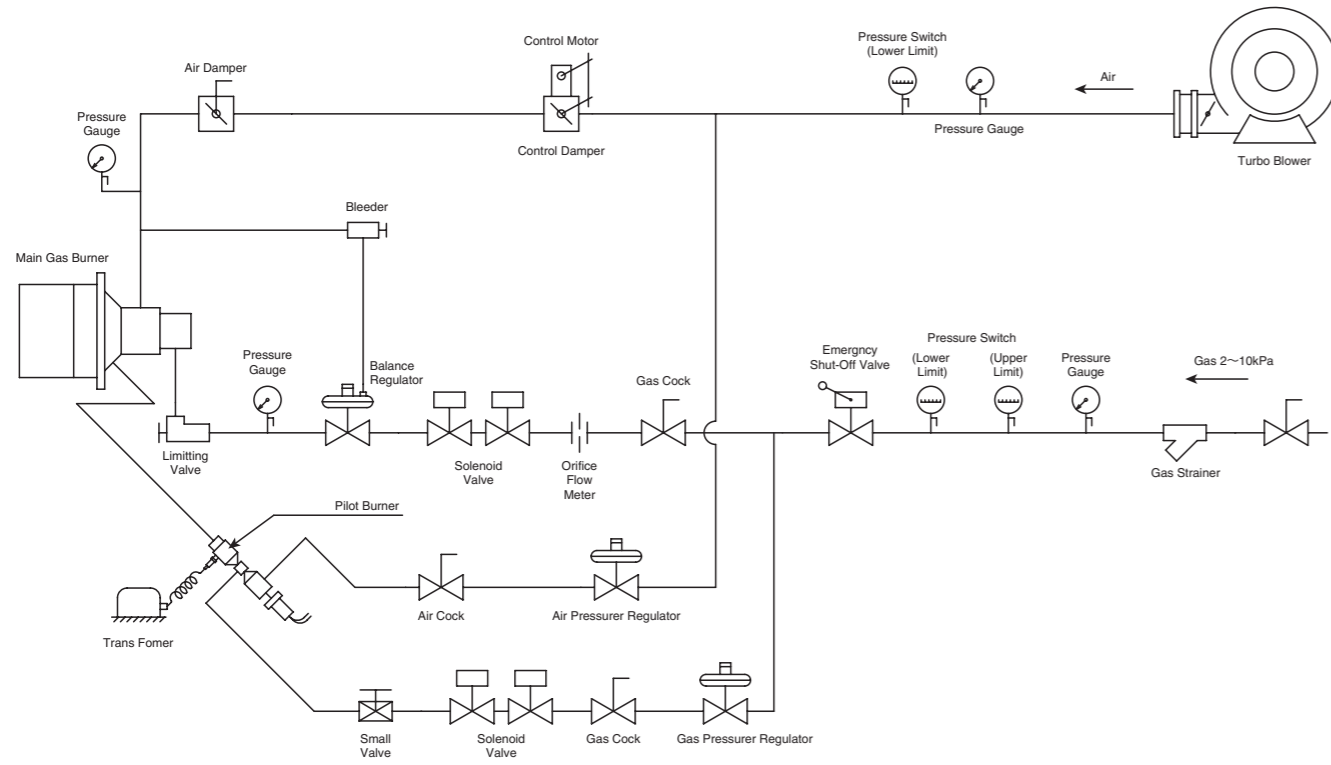 Control Motor
Pressure Switch
(Lower Limit)
Air Damper
Air
Pressure
Gauge
Pressure Gauge
Control Damper
Turbo Blower
Bleeder
Main Gas Burner
Pressure
Gauge
Balance
Regulator
Gas Cock
Emergncy
Shut-Off Valve
Pressure Switch
(Lower
Limit)
(Upper
Limit)
Pressure
Gauge
Gas 2～10kPa
Limitting
Valve
Solenoid
Valve
Orifice
Flow
Meter
Gas Strainer
Pilot Burner
Trans Fomer
Air Cock
Air Pressurer Regulator
Small
Valve
Solenoid
Valve
Gas Cock
Gas Pressurer Regulator